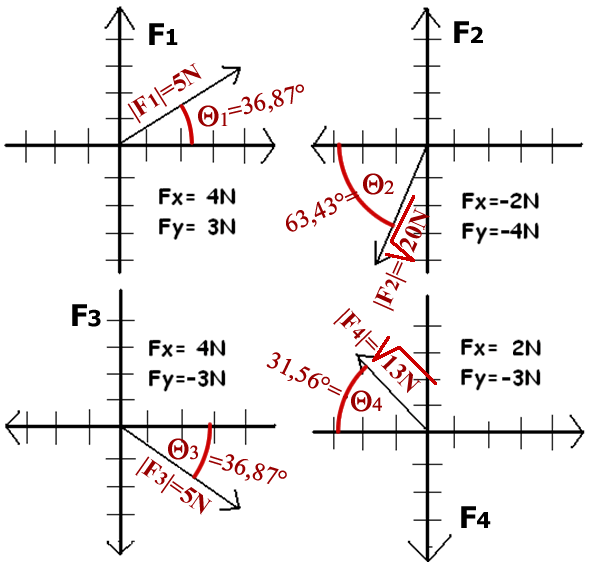 F1
|F1|=5N
Θ1=36,87°
Fx= 4N
Fy= 3N
F2
Θ2
63,43°=
|F2|=√20N
Fx=-2N
Fy=-4N
F3
Fx= 4N
Fy=-3N
Θ3 =36,87°
|F3|=5N
|F4|=√13N
31,56°=
Θ4
Fx= 2N
Fy=-3N
F4